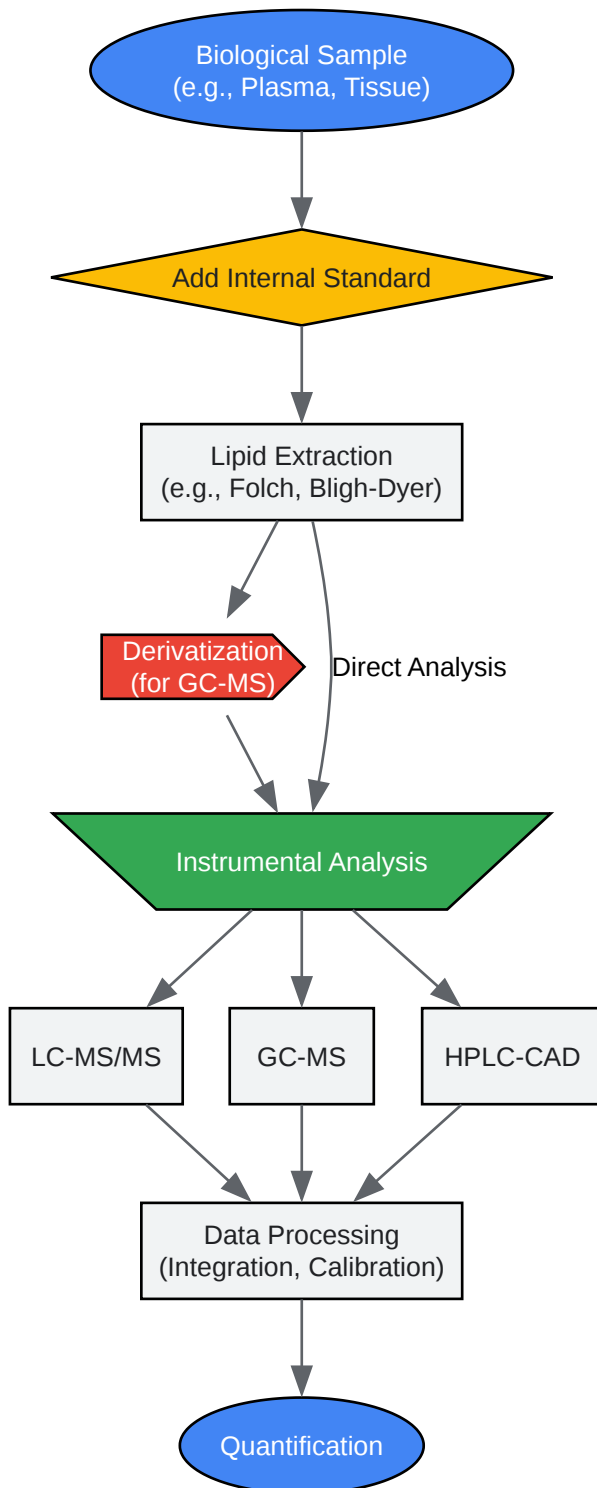 Biological Sample
(e.g., Plasma, Tissue)
Add Internal Standard
Lipid Extraction
(e.g., Folch, Bligh-Dyer)
Derivatization
(for GC-MS)
Direct Analysis
Instrumental Analysis
LC-MS/MS
GC-MS
HPLC-CAD
Data Processing
(Integration, Calibration)
Quantification